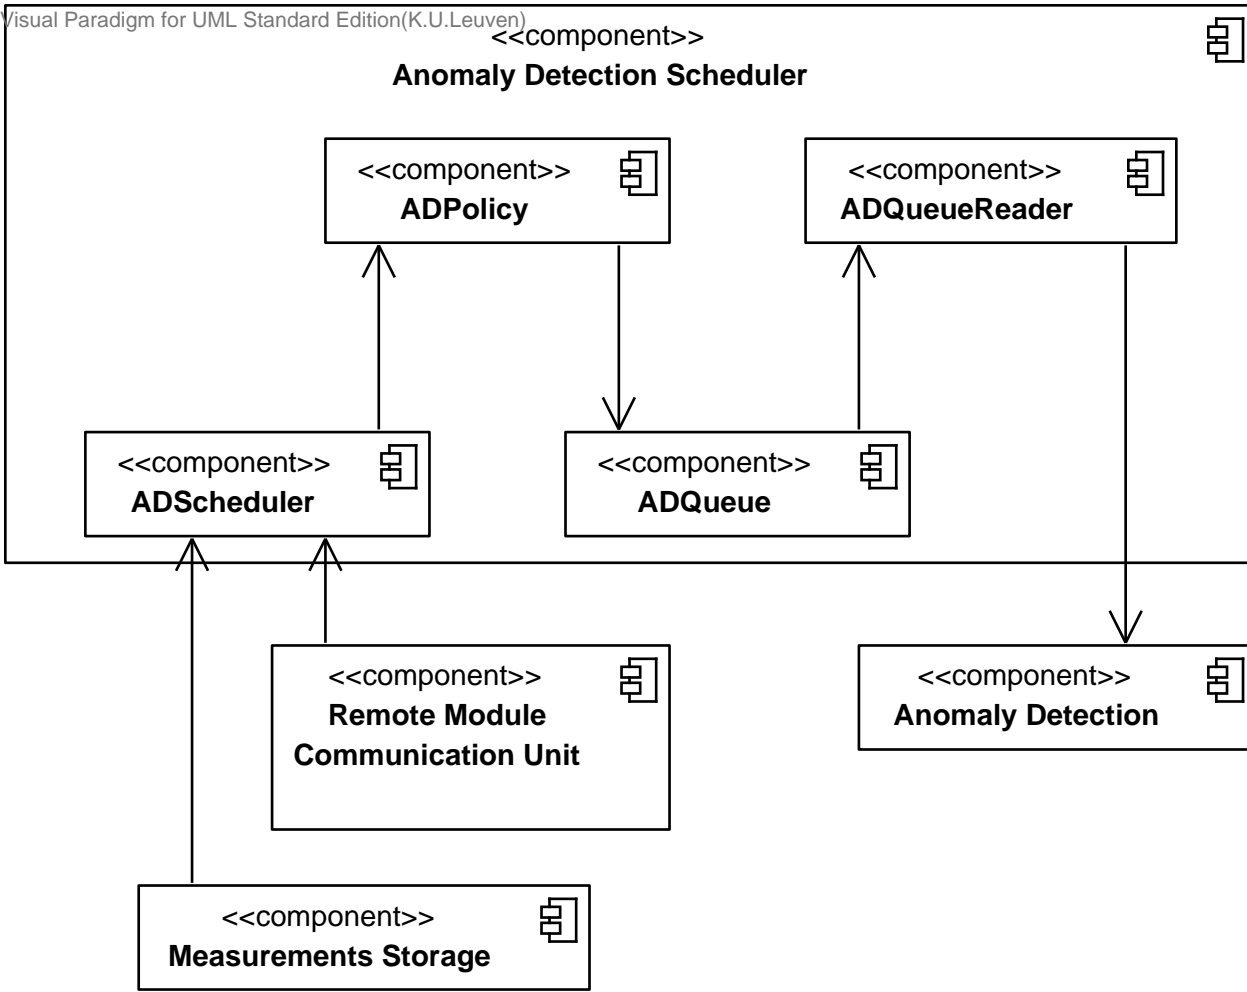 Visual Paradigm for UML Standard Edition(K.U.Leuven)
<<component>>
Anomaly Detection Scheduler
<<component>>
ADPolicy
<<component>>
ADQueueReader
<<component>>
ADScheduler
<<component>>
ADQueue
<<component>>
Remote Module
Communication Unit
<<component>>
Anomaly Detection
<<component>>
Measurements Storage